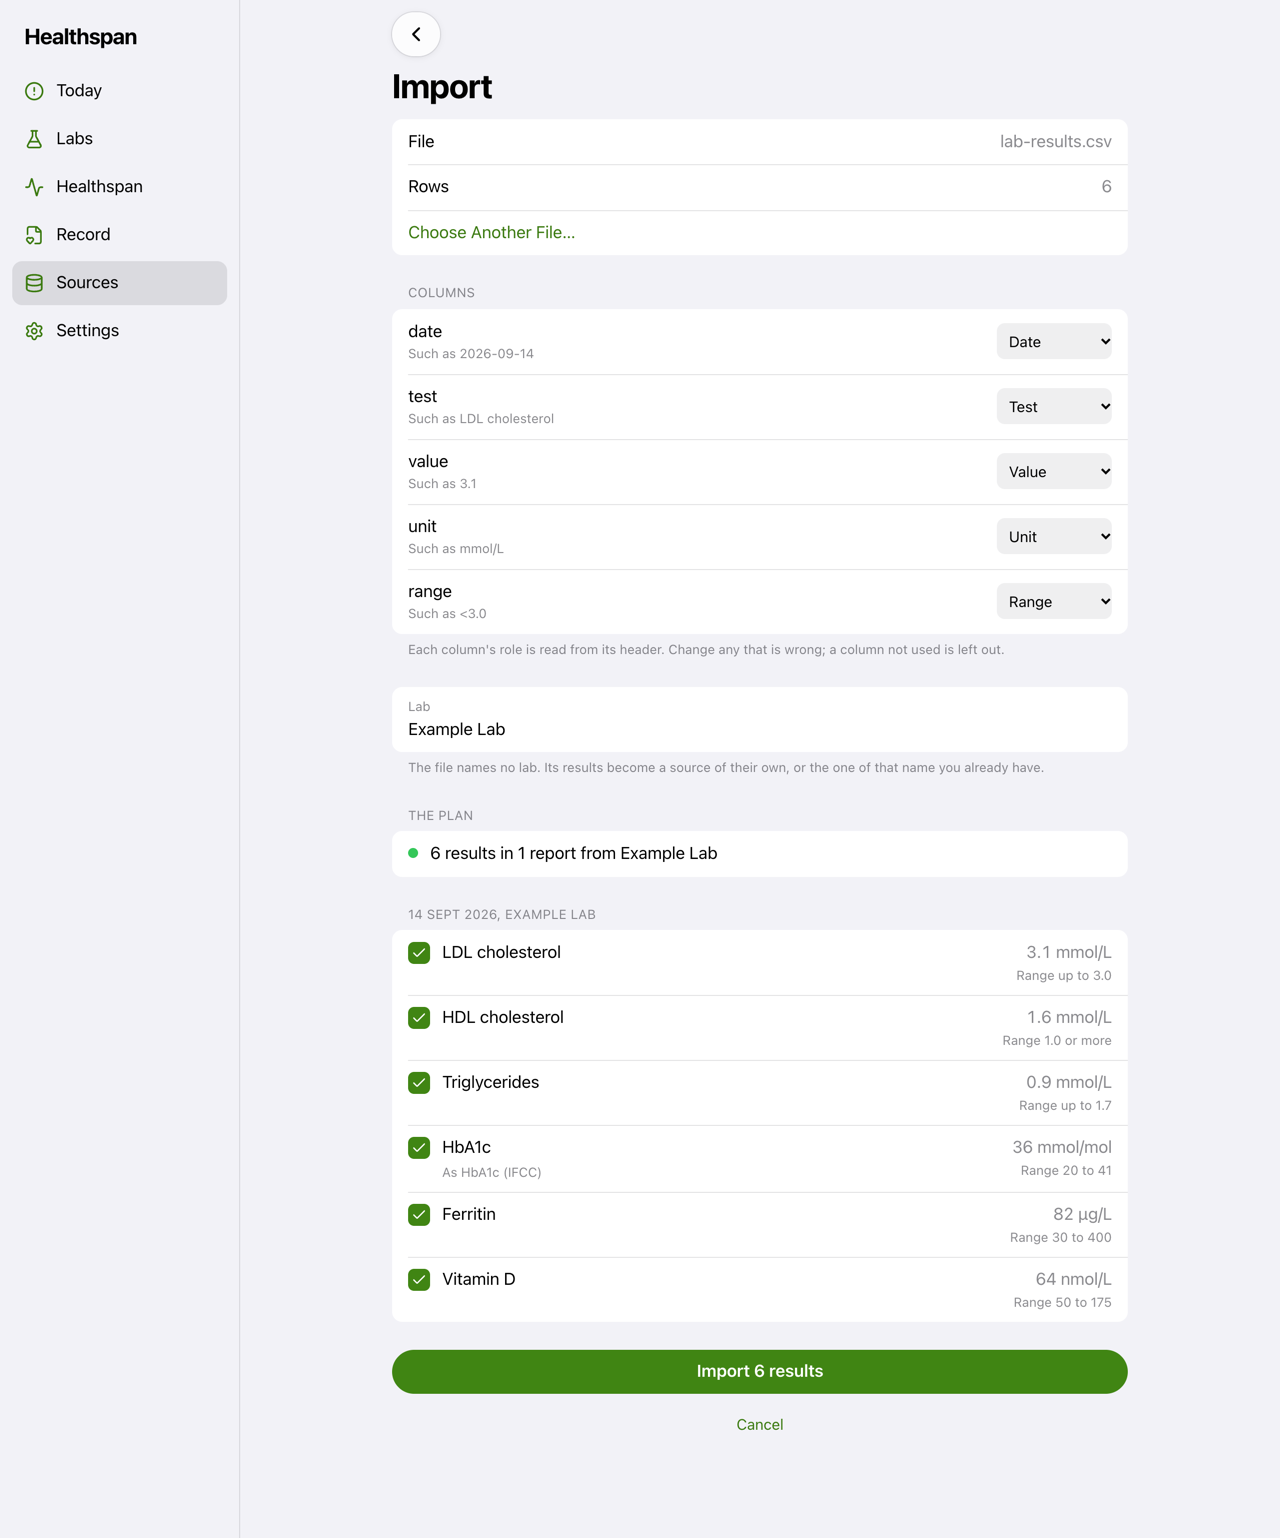 Healthspan
Today
Labs
Healthspan
Record
Sources
Settings
Import
File
lab-results.csv
Rows
6
Choose Another File...
COLUMNS
date
Such as 2026-09-14
Date
test
Such as LDL cholesterol
Test
value
Such as 3.1
Value
unit
Such as mmol/L
Unit
range
Such as <3.0
Range
Each column's role is read from its header. Change any that is wrong; a column not used is left out.
Lab
Example Lab
The file names no lab. Its results become a source of their own, or the one of that name you already have.
THE PLAN
6 results in 1 report from Example Lab
14 SEPT 2026, EXAMPLE LAB
LDL cholesterol
3.1 mmol/L
Range up to 3.0
HDL cholesterol
1.6 mmol/L
Range 1.0 or more
Triglycerides
0.9 mmol/L
Range up to 1.7
HbA1c
36 mmol/mol
As HbA1c (IFCC)
Range 20 to 41
Ferritin
82 µg/L
Range 30 to 400
Vitamin D
64 nmol/L
Range 50 to 175
Import 6 results
Cancel